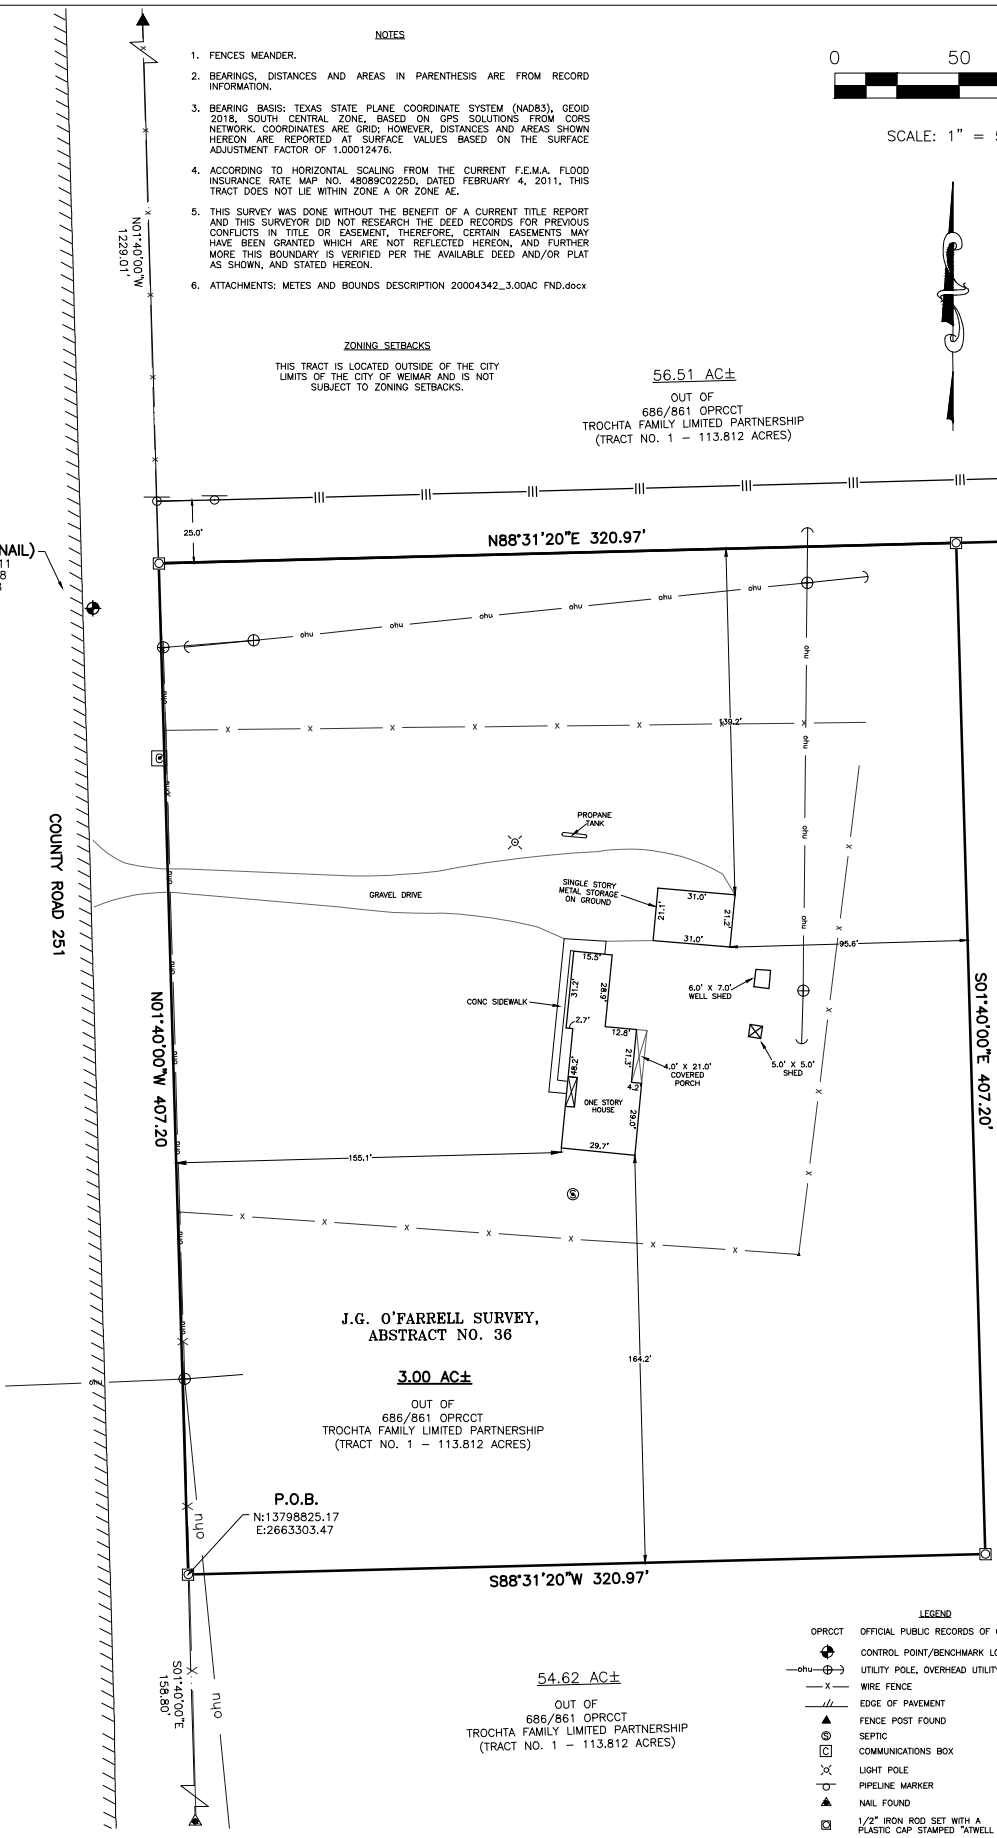 NOTES
1. FENCES MEANDER.
2. BEARINGS, DISTANCES AND AREAS IN PARENTHESIS ARE FROM RECORD
INFORMATION.
3. BEARING BASIS: TEXAS STATE PLANE COORDINATE SYSTEM (NAD83), GEOID
2018, SOUTH CENTRAL ZONE, BASED ON GPS SOLUTIONS FROM CORS
NETWORK. COORDINATES ARE GRID; HOWEVER, DISTANCES AND AREAS SHOWN
HEREON ARE REPORTED AT SURFACE VALUES BASED ON THE SURFACE
ADJUSTMENT FACTOR OF 1.00012476.
4. ACCORDING TO HORIZONTAL SCALING FROM THE CURRENT F.E.M.A. FLOOD
INSURANCE RATE MAP NO. 48089C0225D, DATED FEBRUARY 4, 2011, THIS
TRACT DOES NOT LIE WITHIN ZONE A OR ZONE AE.
5. THIS SURVEY WAS DONE WITHOUT THE BENEFIT OF A CURRENT TITLE REPORT
AND THIS SURVEYOR DID NOT RESEARCH THE DEED RECORDS FOR PREVIOUS
CONFLICTS IN TITLE OR EASEMENT, THEREFORE, CERTAIN EASEMENTS MAY
HAVE BEEN GRANTED WHICH ARE NOT REFLECTED HEREON, AND FURTHER
MORE THIS BOUNDARY IS VERIFIED PER THE AVAILABLE DEED AND/OR PLAT
AS SHOWN, AND STATED HEREON.
6. ATTACHMENTS: METES AND BOUNDS DESCRIPTION 20004342_3.00AC FND.docx
ZONING SETBACKS
THIS TRACT IS LOCATED OUTSIDE OF THE CITY
LIMITS OF THE CITY OF WEIMAR AND IS NOT
SUBJECT TO ZONING SETBACKS.
0 50
SCALE: 1" =
N01°40'00"W
1229.01'
56.51 AC±
OUT OF
686/861 OPRCCT
TROCHTA FAMILY LIMITED PARTNERSHIP
(TRACT NO. 1 - 113.812 ACRES)
25.0'
NAIL)
11
8
N88°31'20"E 320.97'
ohu
ohu
ohu
ohu
ohu
ohu
ohu
ohu
ohu
ohu
139.2'
PROPANE
TANK
COUNTY ROAD 251
GRAVEL DRIVE
SINGLE STORY
METAL STORAGE
ON GROUND
31.0'
21.1'
21.2'
31.0'
95.6'
15.5'
31.2'
28.9'
CONC SIDEWALK
2.7'
12.8'
21.3'
48.2'
4.2'
4.0' X 21.0'
COVERED
PORCH
6.0' X 7.0'
WELL SHED
5.0' X 5.0'
SHED
ONE STORY
HOUSE
29.0'
29.7'
155.1'
N01°40'00"W 407.20
S01°40'00"E 407.20'
164.2'
J.G. O'FARRELL SURVEY,
ABSTRACT NO. 36
3.00 AC±
OUT OF
686/861 OPRCCT
TROCHTA FAMILY LIMITED PARTNERSHIP
(TRACT NO. 1 - 113.812 ACRES)
ohu
P.O.B.
N:13798825.17
E:2663303.47
ohu
S88°31'20"W 320.97'
S01°40'00"E
158.80'
ohu
54.62 AC±
OUT OF
686/861 OPRCCT
TROCHTA FAMILY LIMITED PARTNERSHIP
(TRACT NO. 1 - 113.812 ACRES)
LEGEND
OPRCCT OFFICIAL PUBLIC RECORDS OF
CONTROL POINT/BENCHMARK
ohu UTILITY POLE, OVERHEAD UTILITY
X WIRE FENCE
EDGE OF PAVEMENT
FENCE POST FOUND
S SEPTIC
C COMMUNICATIONS BOX
LIGHT POLE
PIPELINE MARKER
NAIL FOUND
1/2" IRON ROD SET WITH A
PLASTIC CAP STAMPED "ATWELL